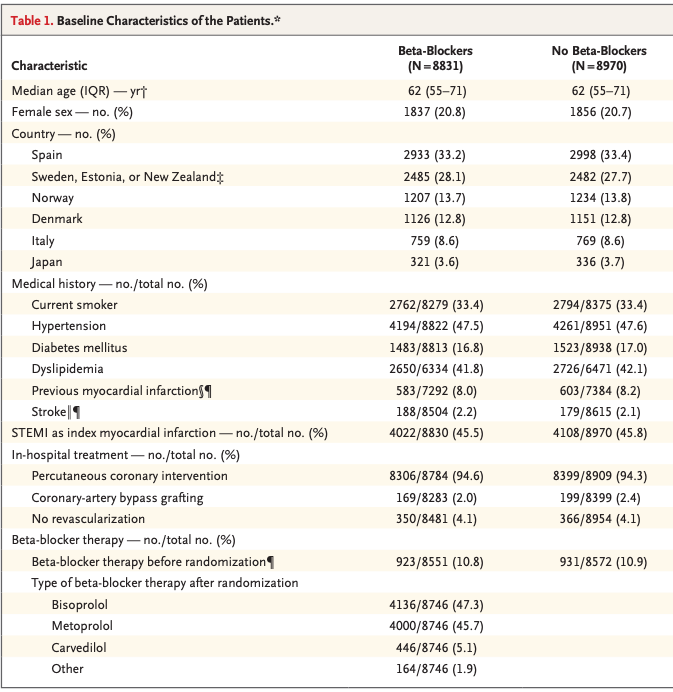 Table 1. Baseline Characteristics of the Patients.*
Characteristic Beta-Blockers (N=8831) No Beta-Blockers (N=8970)
Median age (IQR) — yr† 62 (55–71) 62 (55–71)
Female sex — no. (%) 1837 (20.8) 1856 (20.7)
Country — no. (%)
Spain 2933 (33.2) 2998 (33.4)
Sweden, Estonia, or New Zealand‡ 2485 (28.1) 2482 (27.7)
Norway 1207 (13.7) 1234 (13.8)
Denmark 1126 (12.8) 1151 (12.8)
Italy 759 (8.6) 769 (8.6)
Japan 321 (3.6) 336 (3.7)
Medical history — no./total no. (%)
Current smoker 2762/8279 (33.4) 2794/8375 (33.4)
Hypertension 4194/8822 (47.5) 4261/8951 (47.6)
Diabetes mellitus 1483/8813 (16.8) 1523/8938 (17.0)
Dyslipidemia 2650/6334 (41.8) 2726/6471 (42.1)
Previous myocardial infarction§¶ 583/7292 (8.0) 603/7384 (8.2)
Stroke‖¶ 188/8504 (2.2) 179/8615 (2.1)
STEMI as index myocardial infarction — no./total no. (%) 4022/8830 (45.5) 4108/8970 (45.8)
In-hospital treatment — no./total no. (%)
Percutaneous coronary intervention 8306/8784 (94.6) 8399/8909 (94.3)
Coronary-artery bypass grafting 169/8283 (2.0) 199/8399 (2.4)
No revascularization 350/8481 (4.1) 366/8954 (4.1)
Beta-blocker therapy — no./total no. (%)
Beta-blocker therapy before randomization¶ 923/8551 (10.8) 931/8572 (10.9)
Type of beta-blocker therapy after randomization
Bisoprolol 4136/8746 (47.3)
Metoprolol 4000/8746 (45.7)
Carvedilol 446/8746 (5.1)
Other 164/8746 (1.9)